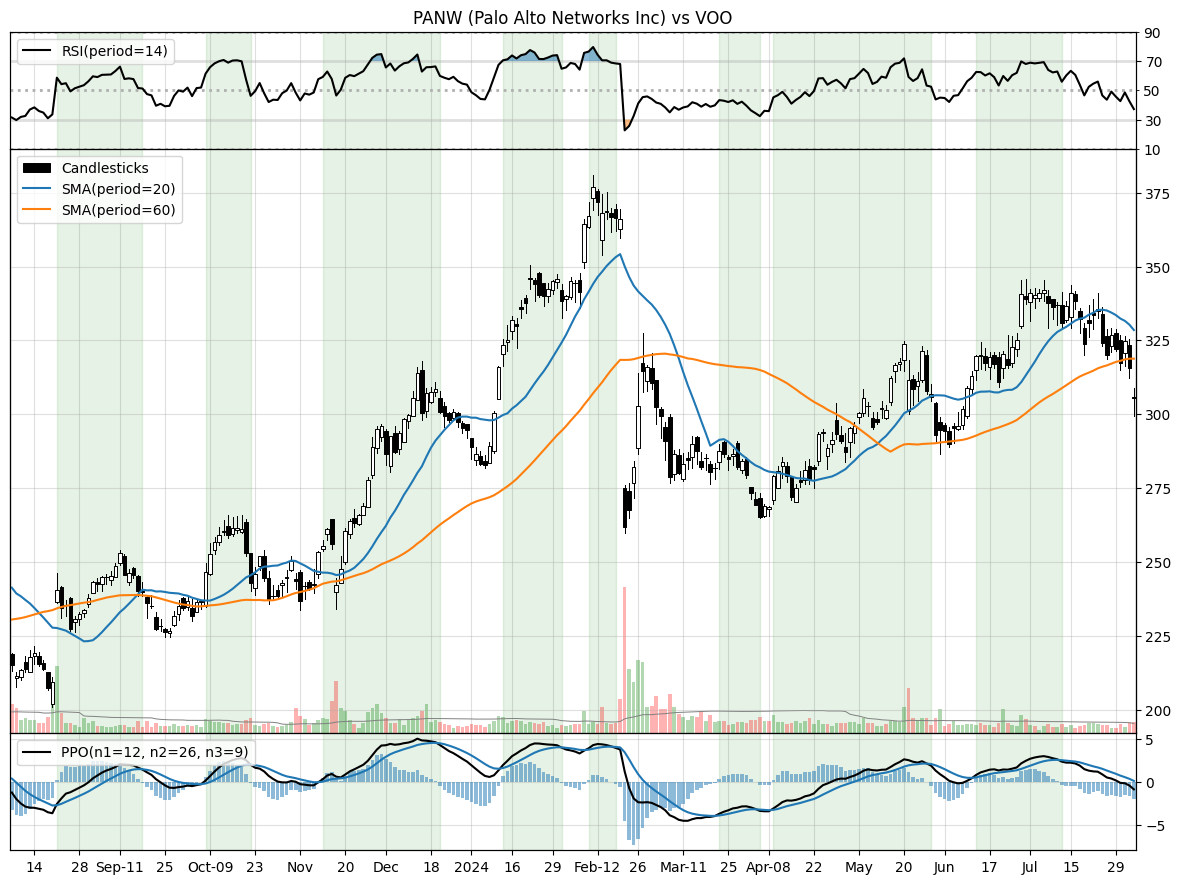 PANW (Palo Alto Networks Inc) vs VOO
RSI(period=14)
90
70
50
30
10
Candlesticks
SMA(period=20)
SMA(period=60)
375
350
325
300
275
250
225
200
PPO(n1=12, n2=26, n3=9)
5
0
−5
14 28 Sep-11 25 Oct-09 23 Nov 20 Dec 18 2024 16 29 Feb-12 26 Mar-11 25 Apr-08 22 May 20 Jun 17 Jul 15 29